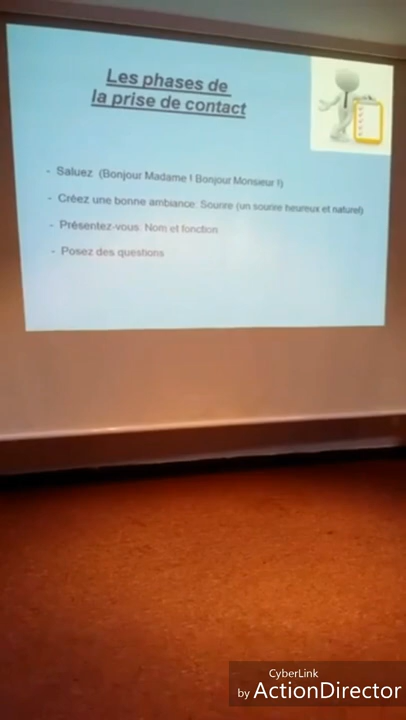 Les phases de
la prise de contact
- Saluez (Bonjour Madame ! Bonjour Monsieur !)
- Créez une bonne ambiance: Sourire (un sourire heureux et naturel)
- Présentez-vous: Nom et fonction
- Posez des questions
CyberLink
by ActionDirector